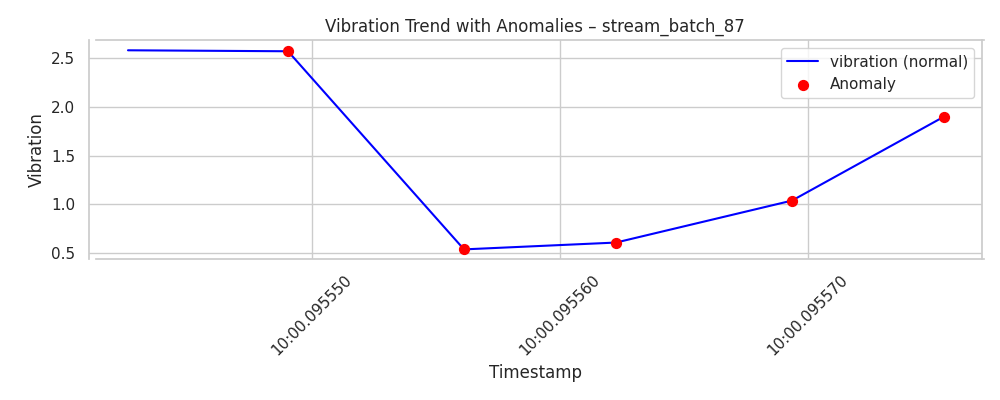 Vibration Trend with Anomalies – stream_batch_87
vibration (normal)
Anomaly
Vibration
2.5
2.0
1.5
1.0
0.5
10:00.095550
10:00.095560
10:00.095570
Timestamp